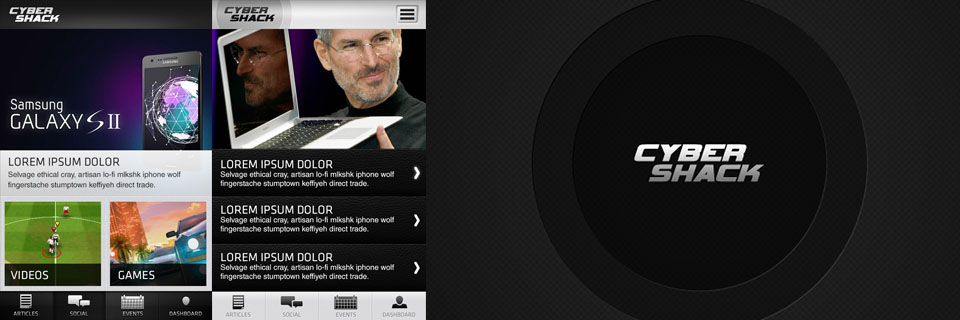 CYBER
SHACK
SAMSUNG
Samsung
GALAXY S II
LOREM IPSUM DOLOR
Selvage ethical cray, artisan lo-fi mlkshk iphone wolf
fingerstache stumptown keffiyeh direct trade.
VIDEOS
GAMES
ARTICLES
SOCIAL
EVENTS
DASHBOARD
CYBER
SHACK
LOREM IPSUM DOLOR
Selvage ethical cray, artisan lo-fi mlkshk iphone wolf
fingerstache stumptown keffiyeh direct trade.
LOREM IPSUM DOLOR
Selvage ethical cray, artisan lo-fi mlkshk iphone wolf
fingerstache stumptown keffiyeh direct trade.
LOREM IPSUM DOLOR
Selvage ethical cray, artisan lo-fi mlkshk iphone wolf
fingerstache stumptown keffiyeh direct trade.
ARTICLES
SOCIAL
EVENTS
DASHBOARD
CYBER
SHACK